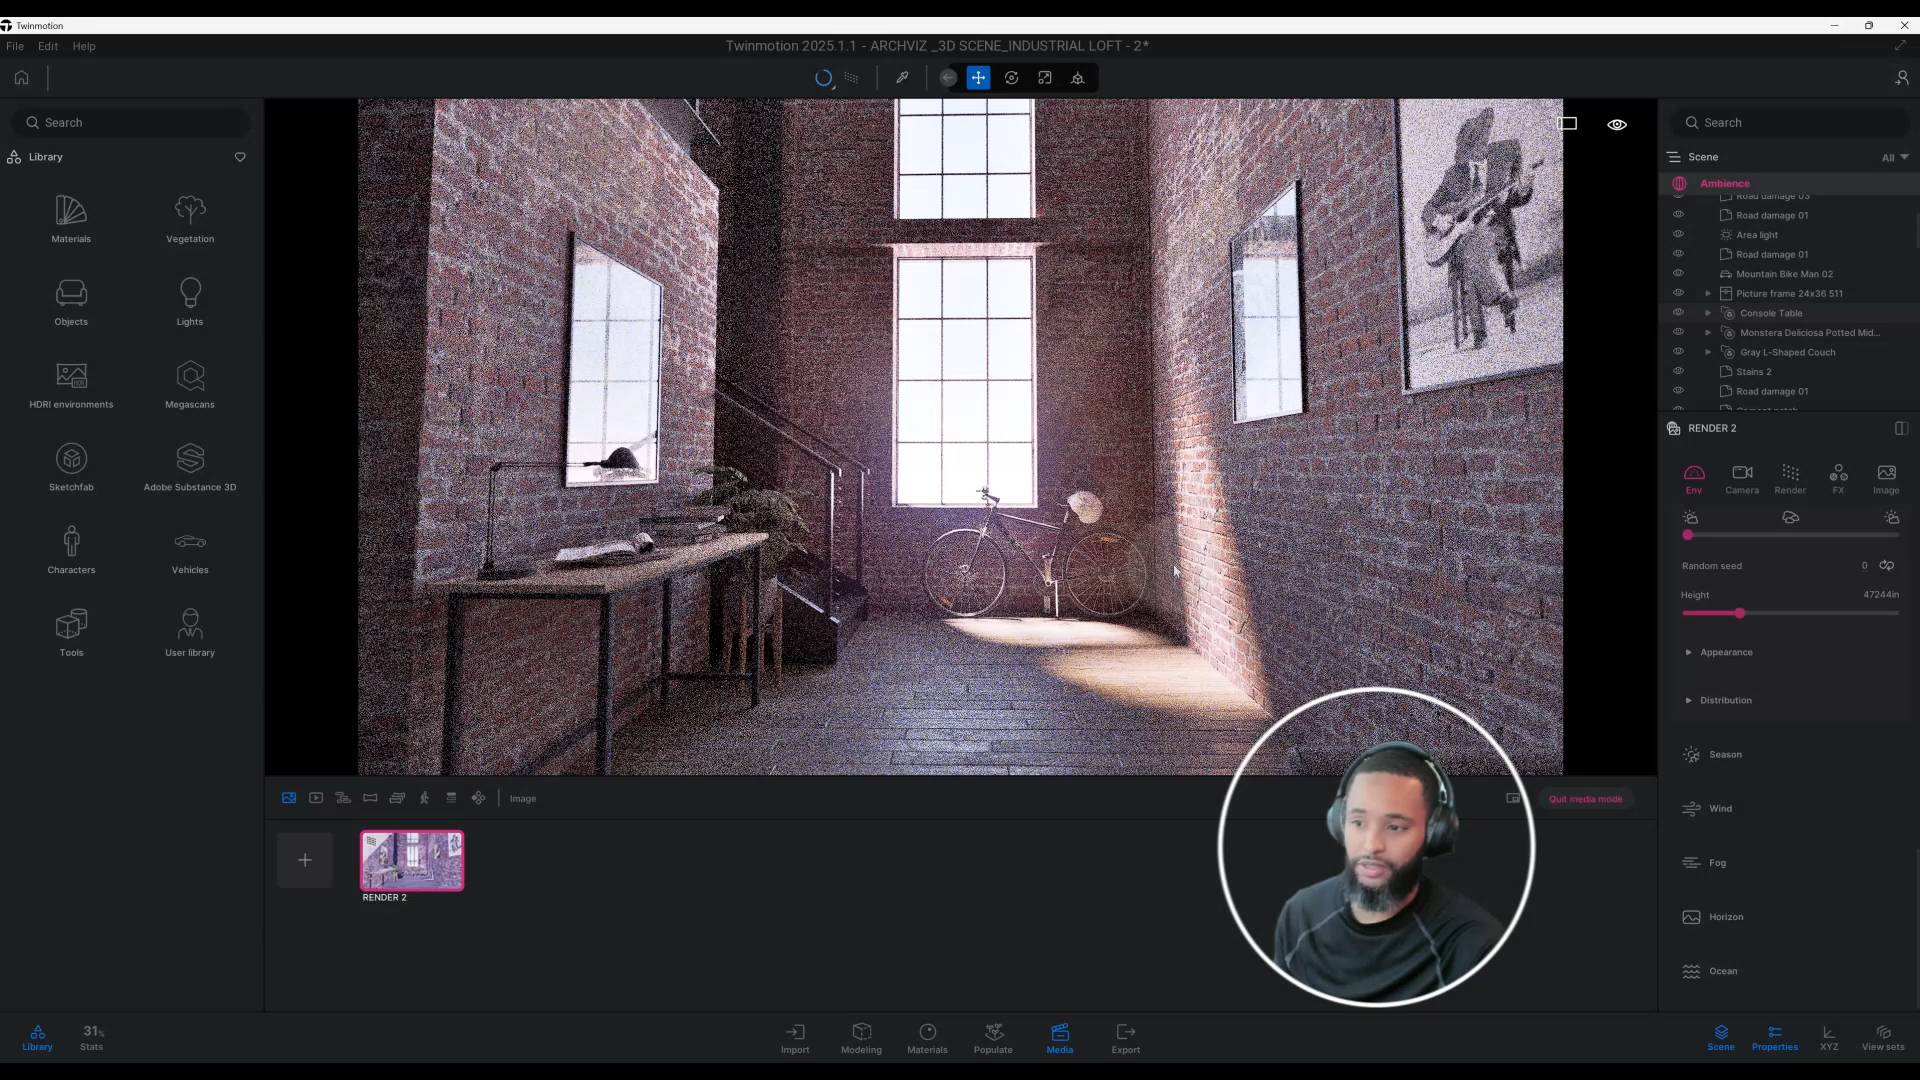 Twinmotion
File Edit Help
Twinmotion 2025.1.1 - ARCHVIZ _3D SCENE_INDUSTRIAL LOFT - 2*
Search
Library
Materials
Vegetation
Objects
Lights
HDRI environments
Megascans
Sketchfab
Adobe Substance 3D
Characters
Vehicles
Tools
User library
Search
Scene
All
Ambience
Road damage 03
Road damage 01
Area light
Road damage 01
Mountain Bike Man 02
Picture frame 24x36 511
Console Table
Monstera Deliciosa Potted Mid...
Gray L-Shaped Couch
Stains 2
Road damage 01
RENDER 2
Env Camera Render FX Image
Random seed 0
Height 47244in
Appearance
Distribution
Season
Wind
Fog
Horizon
Ocean
Image
Quit media mode
RENDER 2
Library
31% Stats
Import
Modeling
Materials
Populate
Media
Export
Scene
Properties
XYZ
View sets